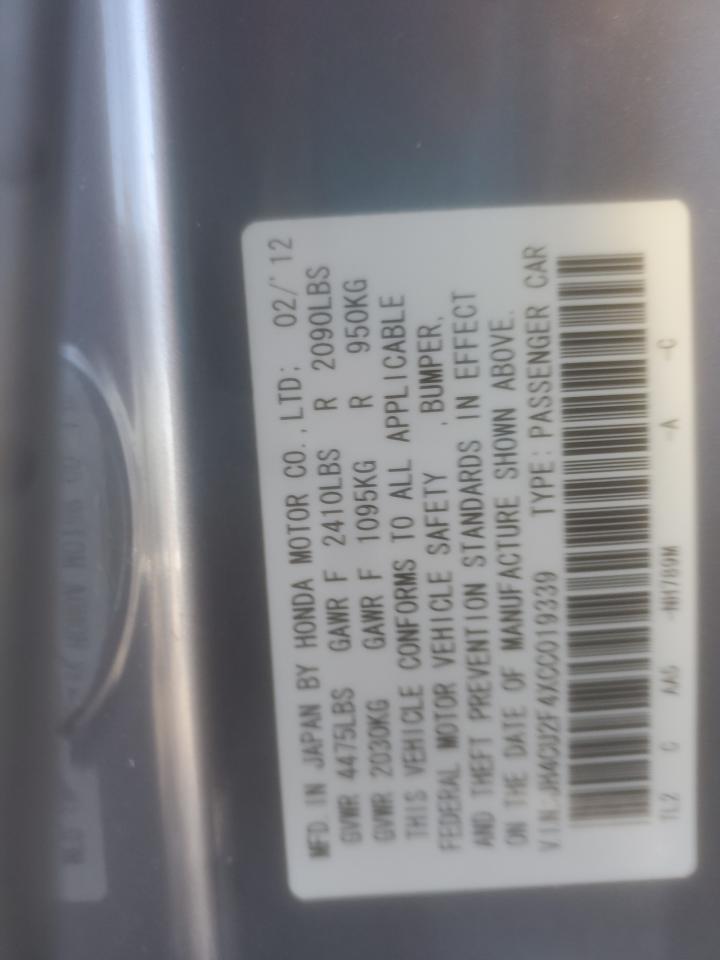 MFD. IN JAPAN BY HONDA MOTOR CO., LTD: 02/12
GVWR 4475LBS GAWR F 2410LBS R 2090LBS
GVWR 2030KG GAWR F 1095KG R 950KG
THIS VEHICLE CONFORMS TO ALL APPLICABLE
FEDERAL MOTOR VEHICLE SAFETY , BUMPER,
AND THEFT PREVENTION STANDARDS IN EFFECT
ON THE DATE OF MANUFACTURE SHOWN ABOVE.
VIN:JH4CU2F4XCC019339 TYPE: PASSENGER CAR
TL2 C AA5 -NH789M -A -C